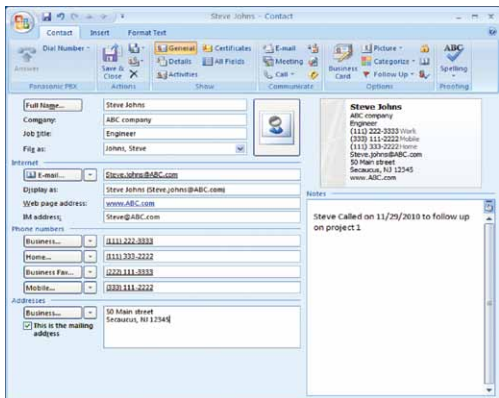 Steve Johns - Contact
Contact Insert Format Text
Dial Number
Answer
Panasonic PBX
Save & Close
Actions
General Certificates
Details All Fields
Activities
Show
E-mail
Meeting
Call
Communicate
Business Card
Picture
Categorize
Follow Up
Options
ABC
Spelling
Proofing
Full Name... Steve Johns
Company: ABC company
Job title: Engineer
File as: Johns, Steve
Internet
E-mail... Steve.johns@ABC.com
Display as: Steve Johns (Steve.johns@ABC.com)
Web page address: www.ABC.com
IM address: Steve@ABC.com
Phone numbers
Business... (111) 222-3333
Home... (111) 333-2222
Business Fax... (222) 111-3333
Mobile... (333) 111-2222
Addresses
Business... 50 Main street
Secaucus, NJ 12345
This is the mailing address
Steve Johns
ABC company
Engineer
(111) 222-3333 Work
(333) 111-2222 Mobile
(111) 333-2222 Home
Steve.johns@ABC.com
50 Main street
Secaucus, NJ 12345
www.ABC.com
Notes
Steve Called on 11/29/2010 to follow up
on project 1